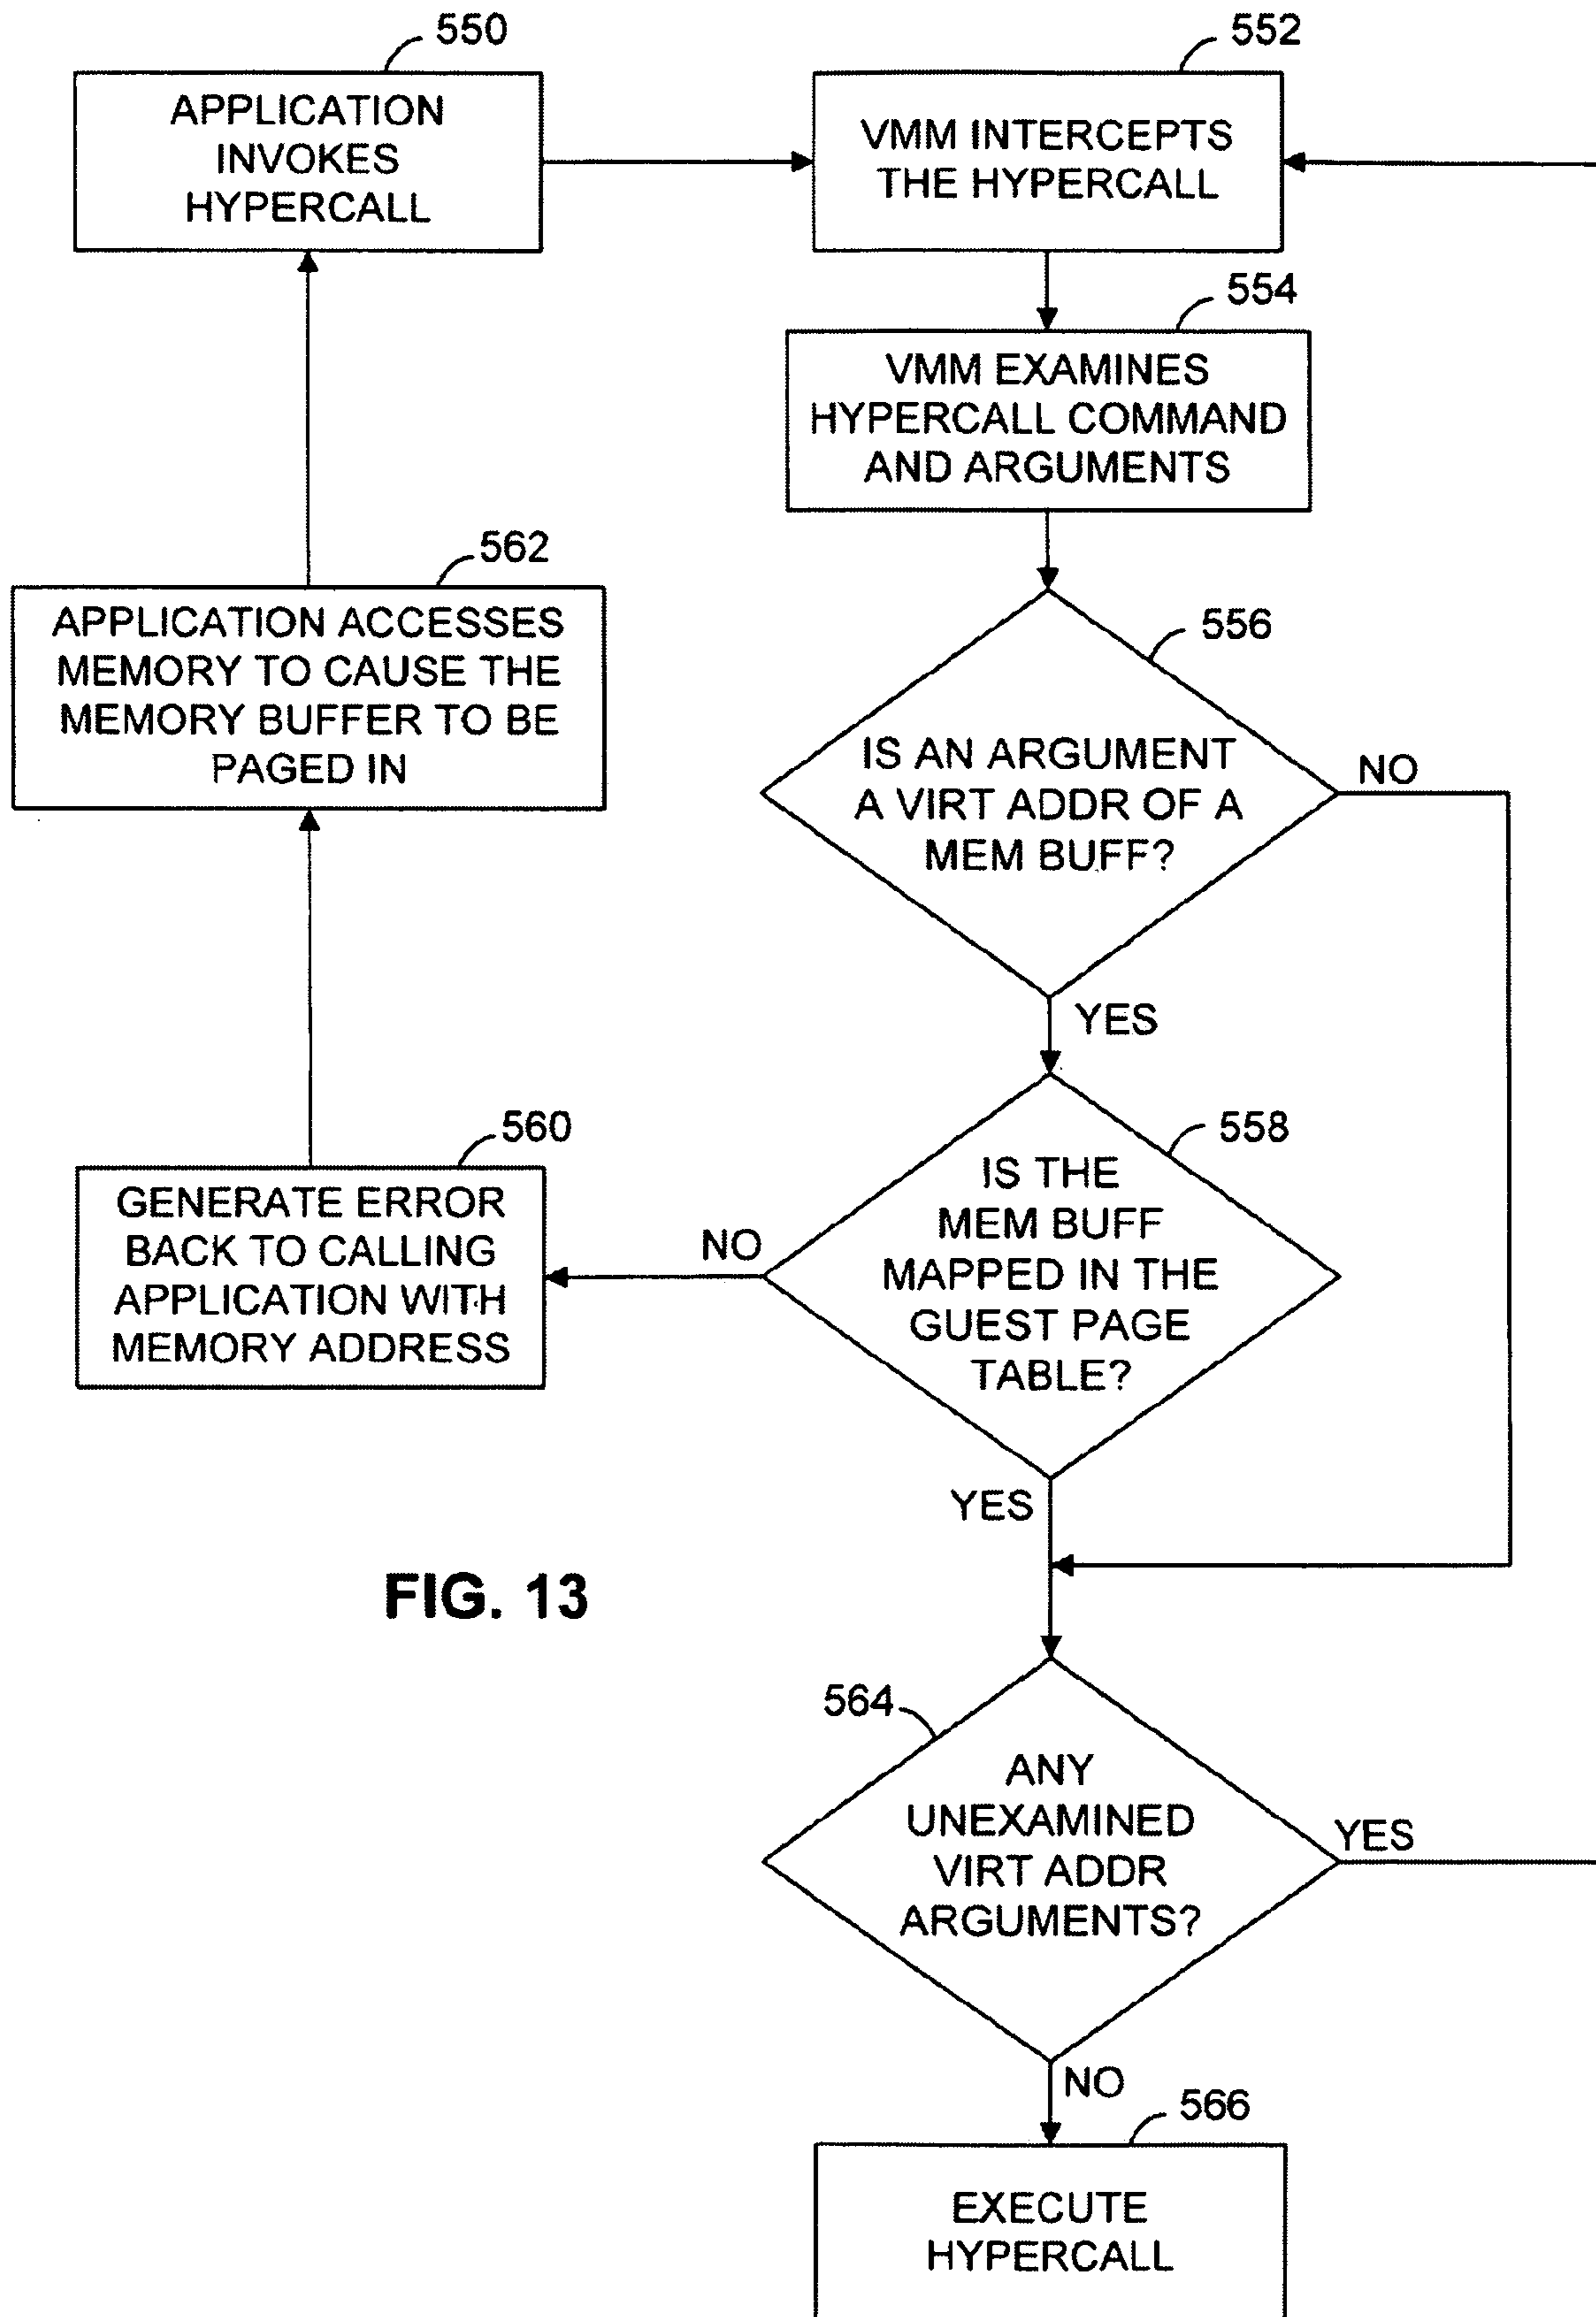 550
APPLICATION
INVOKES
HYPERCALL
552
VMM INTERCEPTS
THE HYPERCALL
554
VMM EXAMINES
HYPERCALL COMMAND
AND ARGUMENTS
562
APPLICATION ACCESSES
MEMORY TO CAUSE THE
MEMORY BUFFER TO BE
PAGED IN
556
IS AN ARGUMENT
A VIRT ADDR OF A
MEM BUFF?
NO
YES
560
GENERATE ERROR
BACK TO CALLING
APPLICATION WITH
MEMORY ADDRESS
558
IS THE
MEM BUFF
MAPPED IN THE
GUEST PAGE
TABLE?
NO
YES
FIG. 13
564
ANY
UNEXAMINED
VIRT ADDR
ARGUMENTS?
YES
NO
566
EXECUTE
HYPERCALL